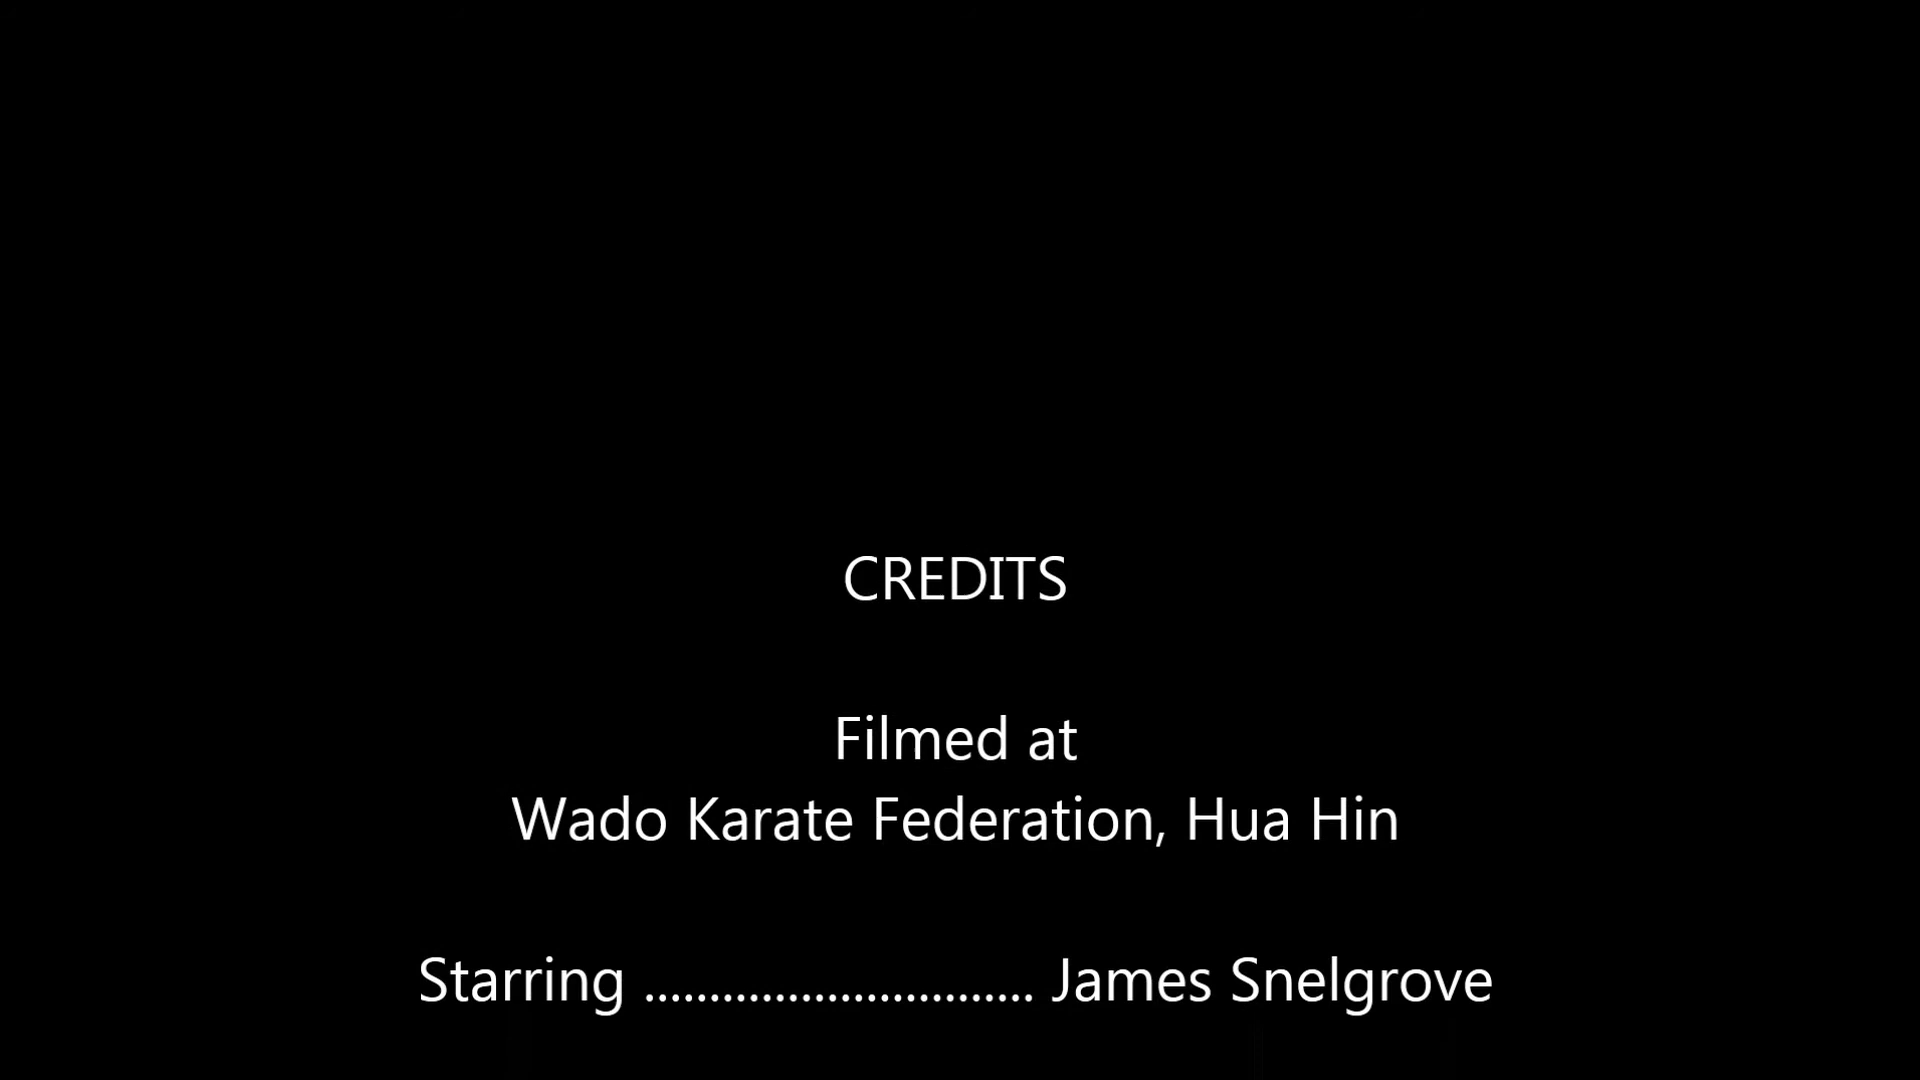 CREDITS
Filmed at
Wado Karate Federation, Hua Hin
Starring .............................. James Snelgrove